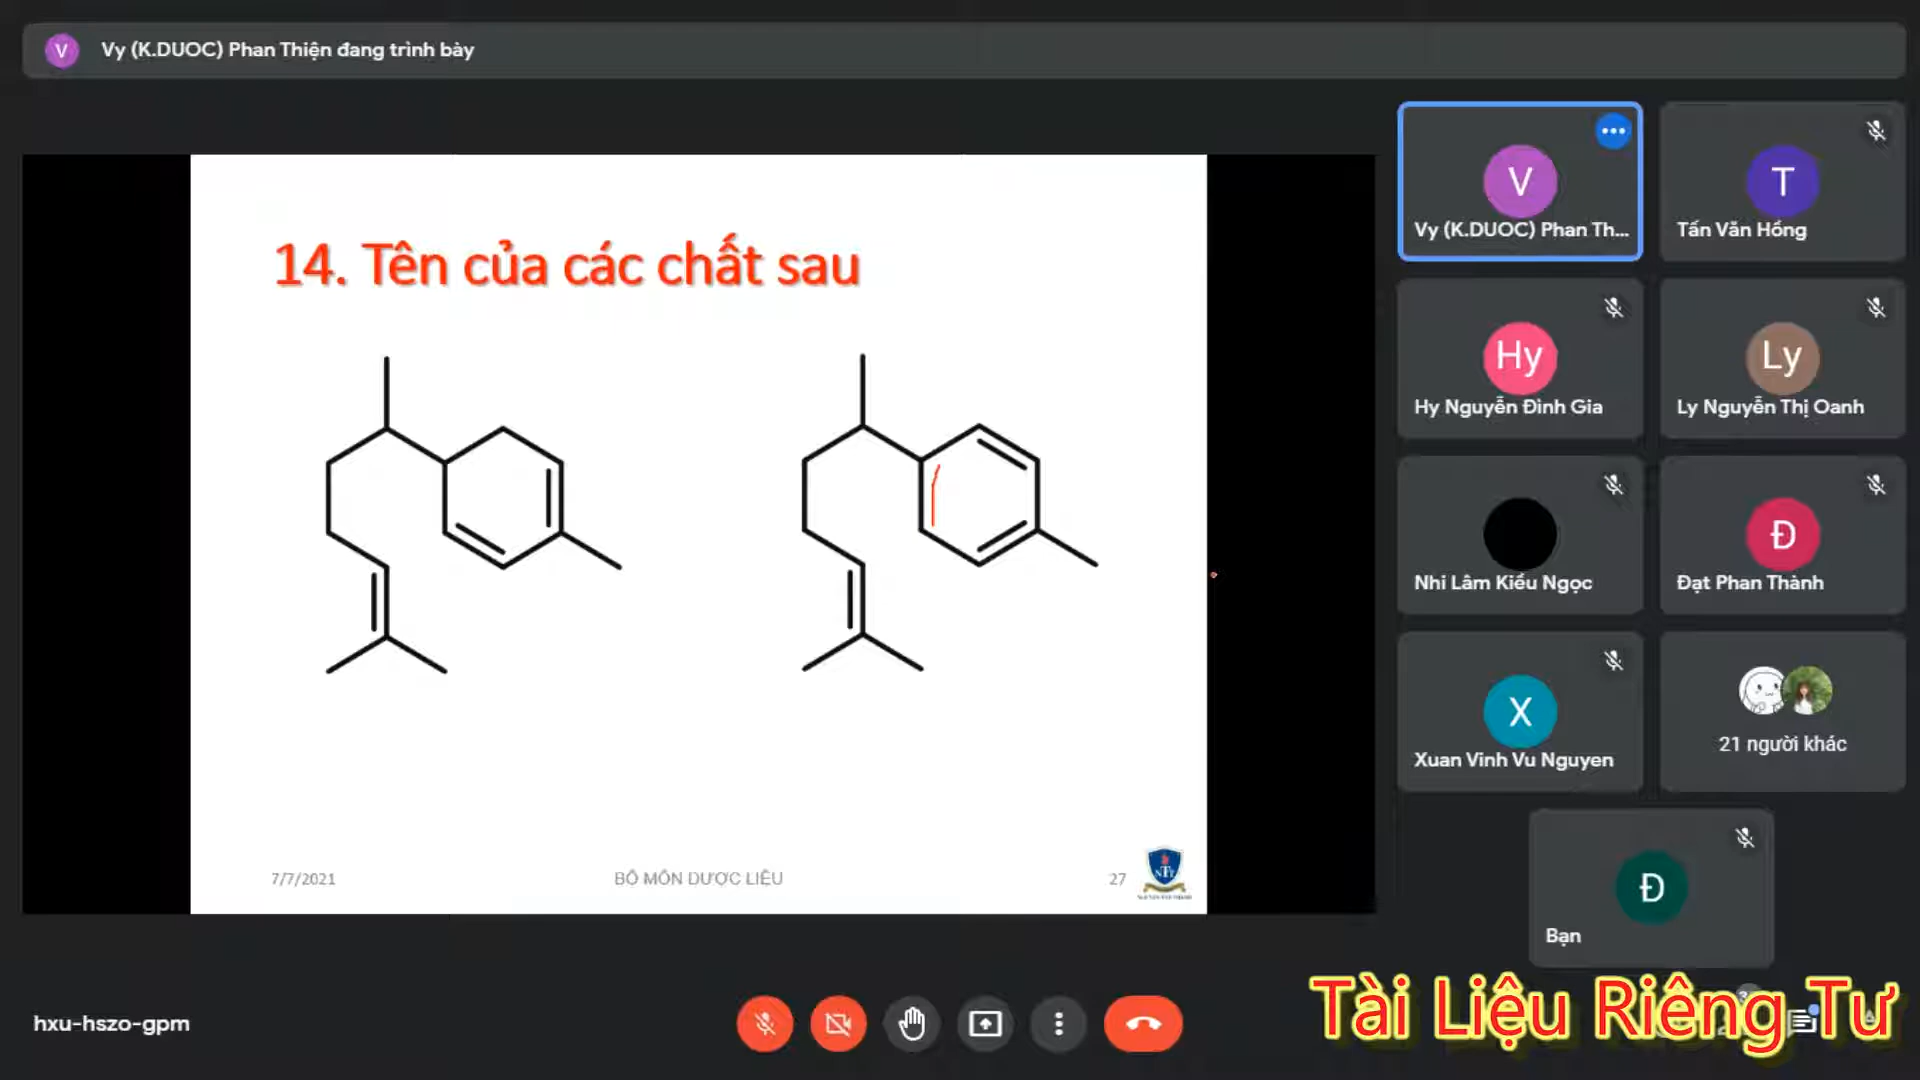 V
Vy (K.DUOC) Phan Thiện đang trình bày
14. Tên của các chất sau
7/7/2021
BỘ MÔN DƯỢC LIỆU
27
NTT
V
Vy (K.DUOC) Phan Th...
T
Tấn Văn Hồng
Hy
Hy Nguyễn Đình Gia
Ly
Ly Nguyễn Thị Oanh
Nhi Lâm Kiều Ngọc
Đ
Đạt Phan Thành
X
Xuan Vinh Vu Nguyen
21 người khác
Đ
Bạn
hxu-hszo-gpm
Tài Liệu Riêng Tư